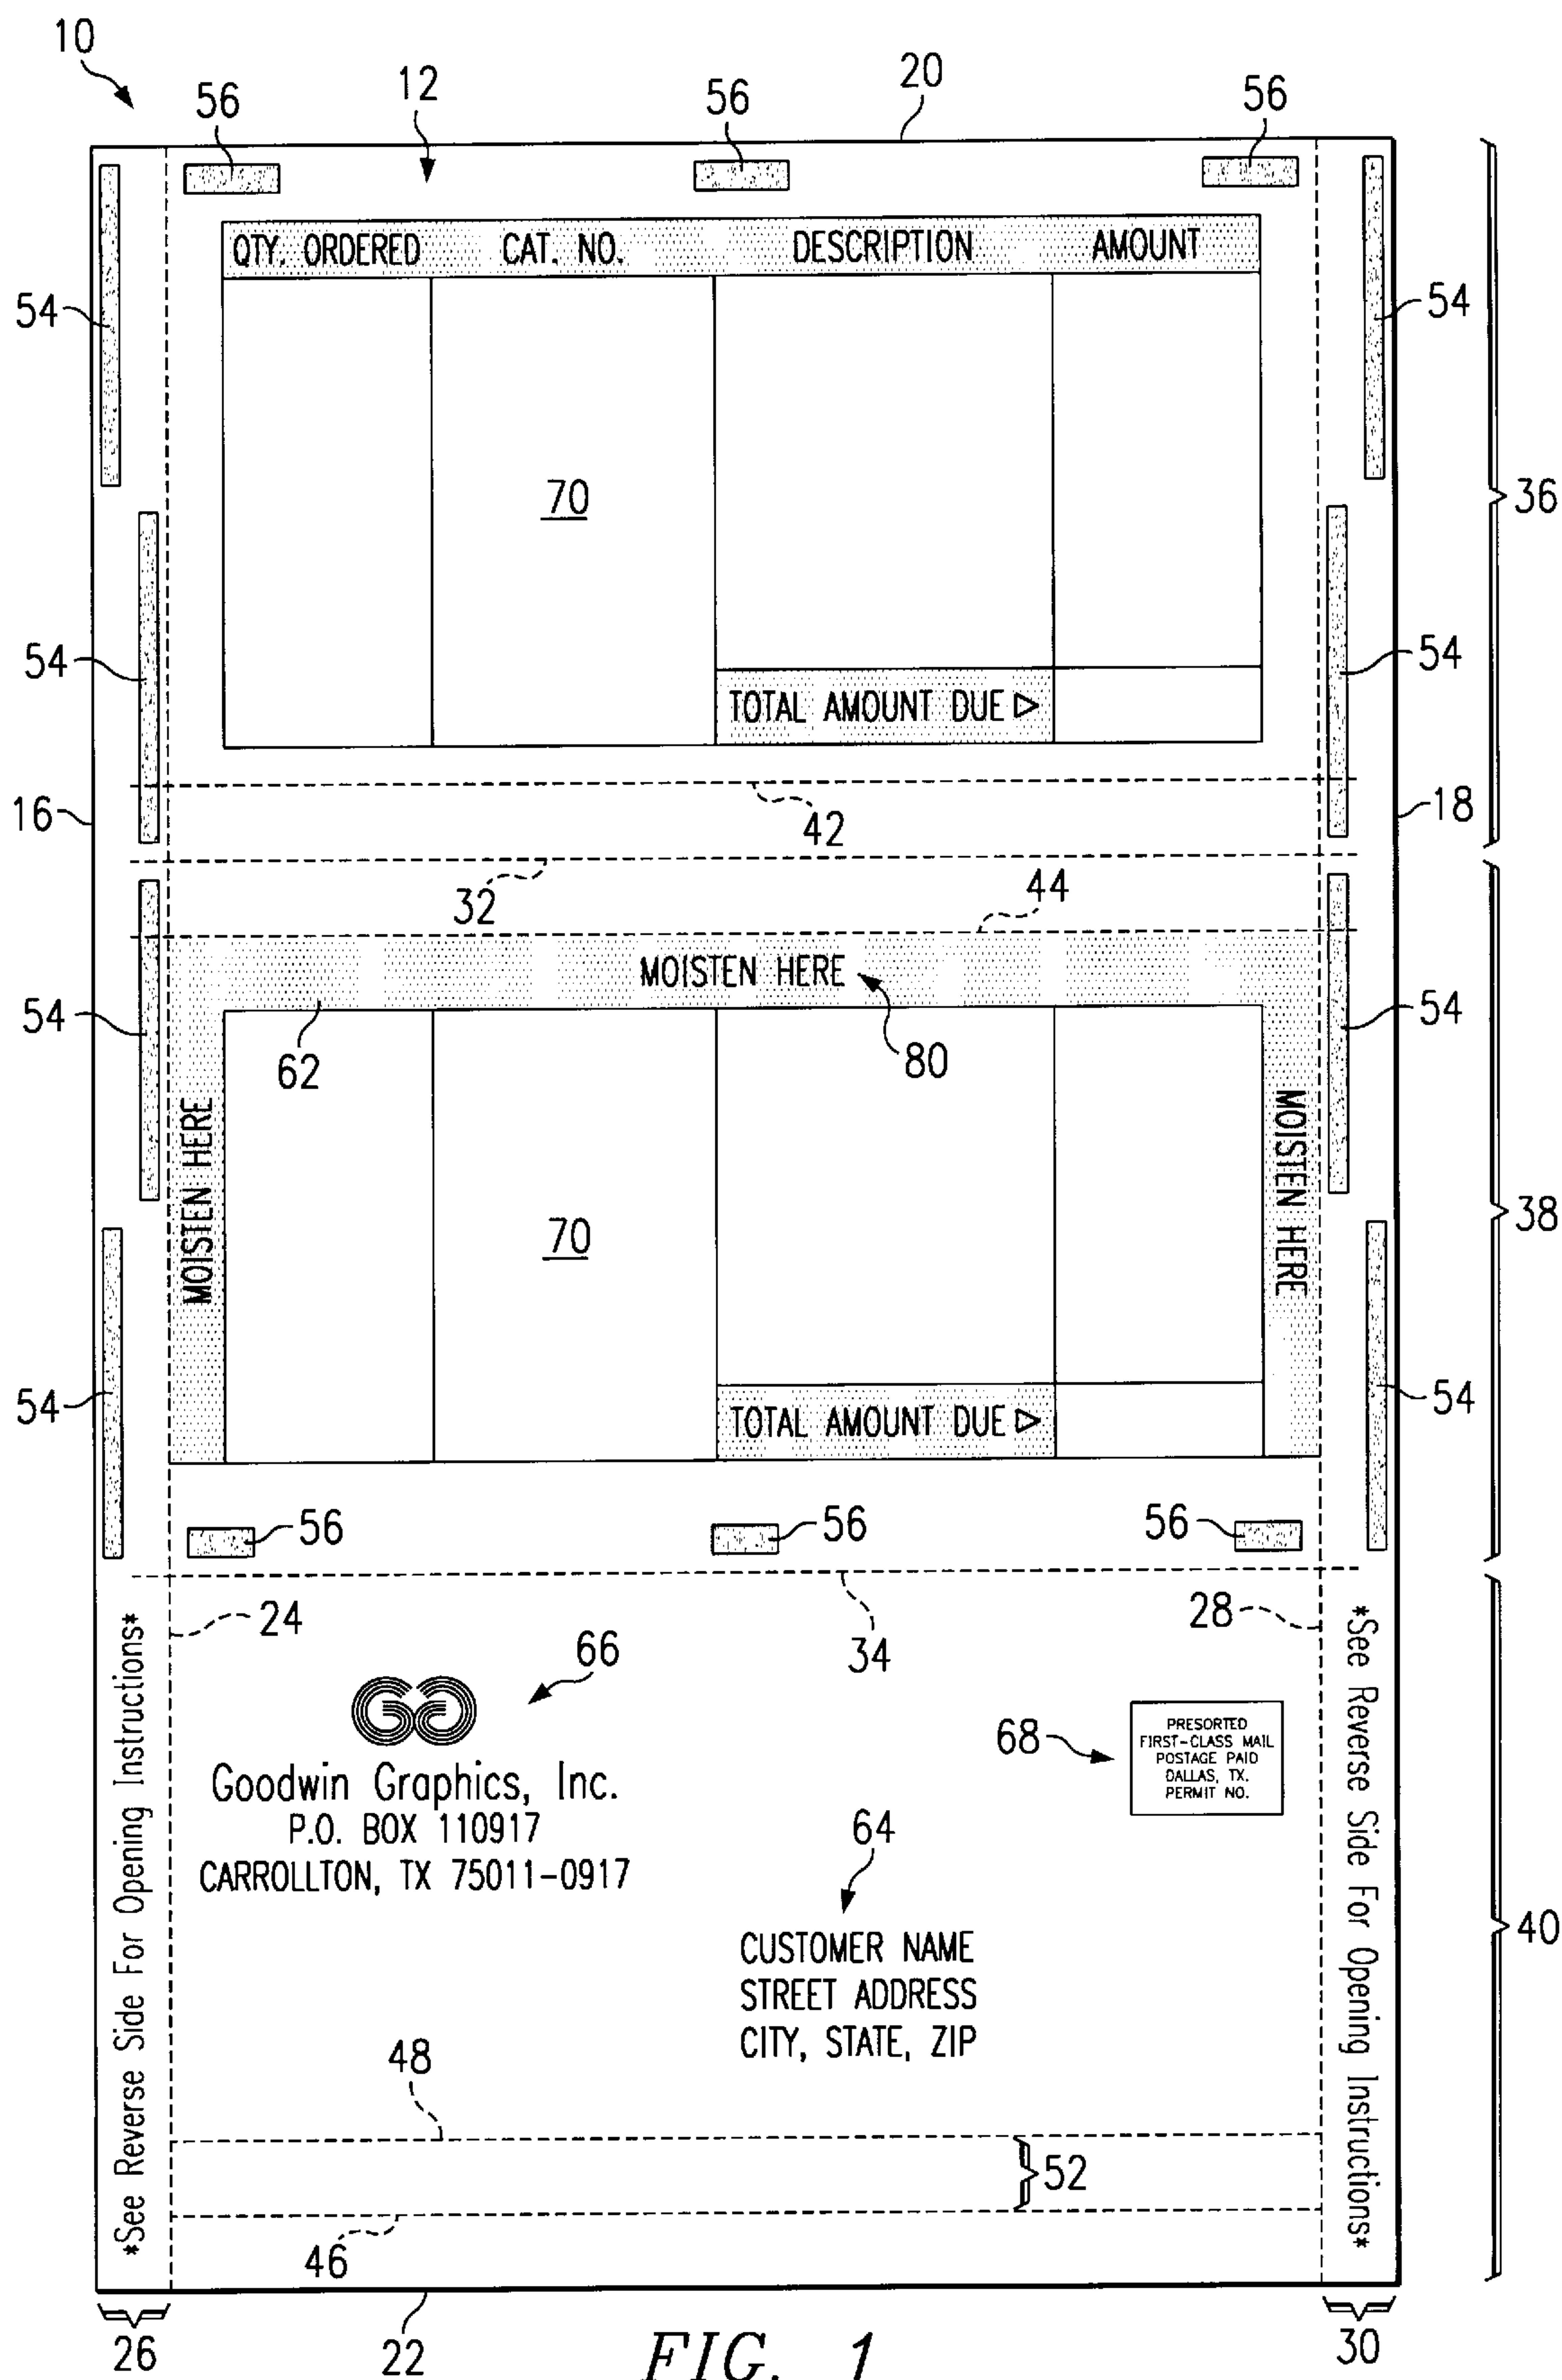 10
12
20
56
56
56
QTY. ORDERED CAT. NO. DESCRIPTION AMOUNT
54
54
70
36
54
54
TOTAL AMOUNT DUE ▷
16
18
42
32
44
MOISTEN HERE
54
54
62
80
MOISTEN HERE
MOISTEN HERE
70
38
54
54
TOTAL AMOUNT DUE ▷
56
56
56
24
28
34
66
*See Reverse Side For Opening Instructions*
*See Reverse Side For Opening Instructions*
GG
68
PRESORTED
FIRST-CLASS MAIL
POSTAGE PAID
DALLAS, TX.
PERMIT NO.
Goodwin Graphics, Inc.
P.O. BOX 110917
CARROLLTON, TX 75011-0917
64
40
CUSTOMER NAME
STREET ADDRESS
CITY, STATE, ZIP
48
52
46
26
22
30
FIG. 1